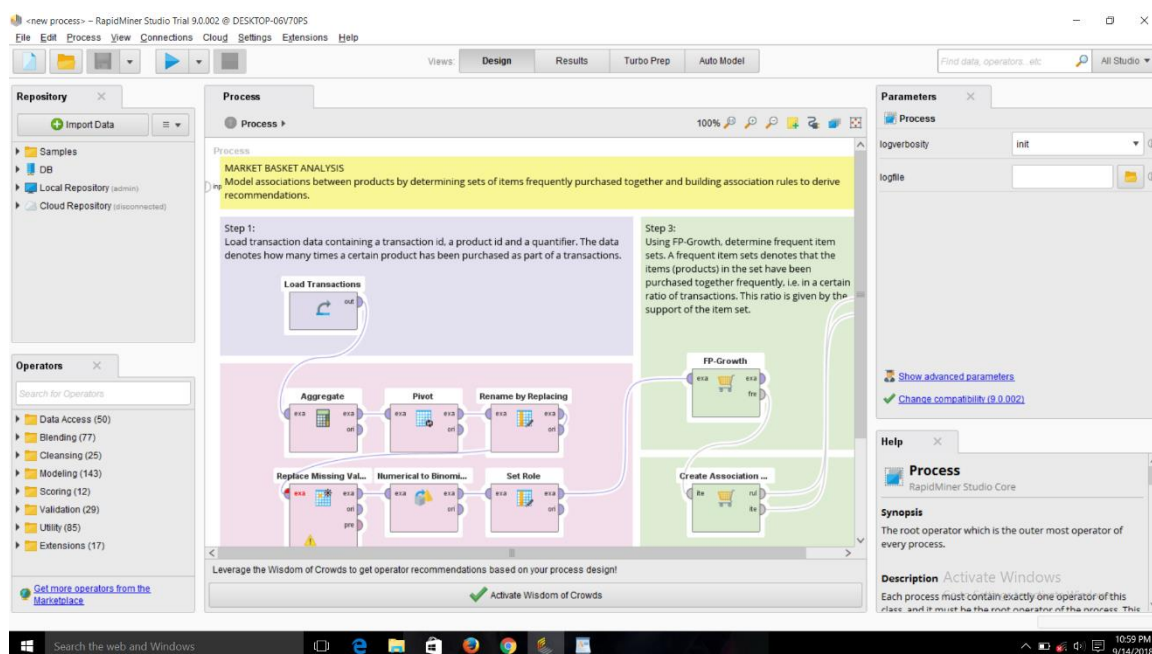 <new process> – RapidMiner Studio Trial 9.0.002 @ DESKTOP-06V70PS
File Edit Process View Connections Cloud Settings Extensions Help
Views: Design Results Turbo Prep Auto Model
Find data, operators...etc
All Studio
Repository
Import Data
Samples
DB
Local Repository (admin)
Cloud Repository (disconnected)
Operators
Search for Operators
Data Access (50)
Blending (77)
Cleansing (25)
Modeling (143)
Scoring (12)
Validation (29)
Utility (85)
Extensions (17)
Get more operators from the
Marketplace
Process
Process
100%
Process
inp
MARKET BASKET ANALYSIS
Model associations between products by determining sets of items frequently purchased together and building association rules to derive
recommendations.
Step 1:
Load transaction data containing a transaction id, a product id and a quantifier. The data
denotes how many times a certain product has been purchased as part of a transactions.
Load Transactions
out
Step 3:
Using FP-Growth, determine frequent item
sets. A frequent item sets denotes that the
items (products) in the set have been
purchased together frequently, i.e. in a certain
ratio of transactions. This ratio is given by the
support of the item set.
FP-Growth
exa exa
fre
Aggregate Pivot Rename by Replacing
exa exa exa exa exa exa
ori ori ori
Replace Missing Val... Numerical to Binomi... Set Role
exa exa exa exa exa exa
ori ori ori
pre
Create Association ...
ite rul
ite
Leverage the Wisdom of Crowds to get operator recommendations based on your process design!
Activate Wisdom of Crowds
Parameters
Process
logverbosity init
logfile
Show advanced parameters
Change compatibility (9.0.002)
Help
Process
RapidMiner Studio Core
Synopsis
The root operator which is the outer most operator of
every process.
Description
Activate Windows
Each process must contain exactly one operator of this
class, and it must be the root operator of the process. This
Search the web and Windows
10:59 PM
9/14/2018